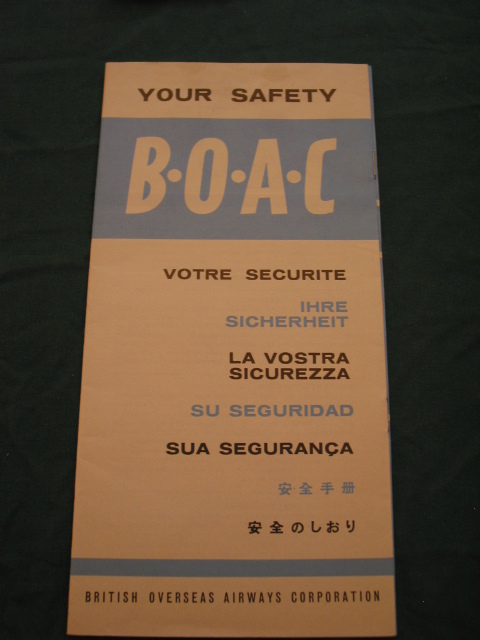 YOUR SAFETY
B•O•A•C
VOTRE SECURITE
IHRE
SICHERHEIT
LA VOSTRA
SICUREZZA
SU SEGURIDAD
SUA SEGURANÇA
安全手册
安全のしおり
BRITISH OVERSEAS AIRWAYS CORPORATION